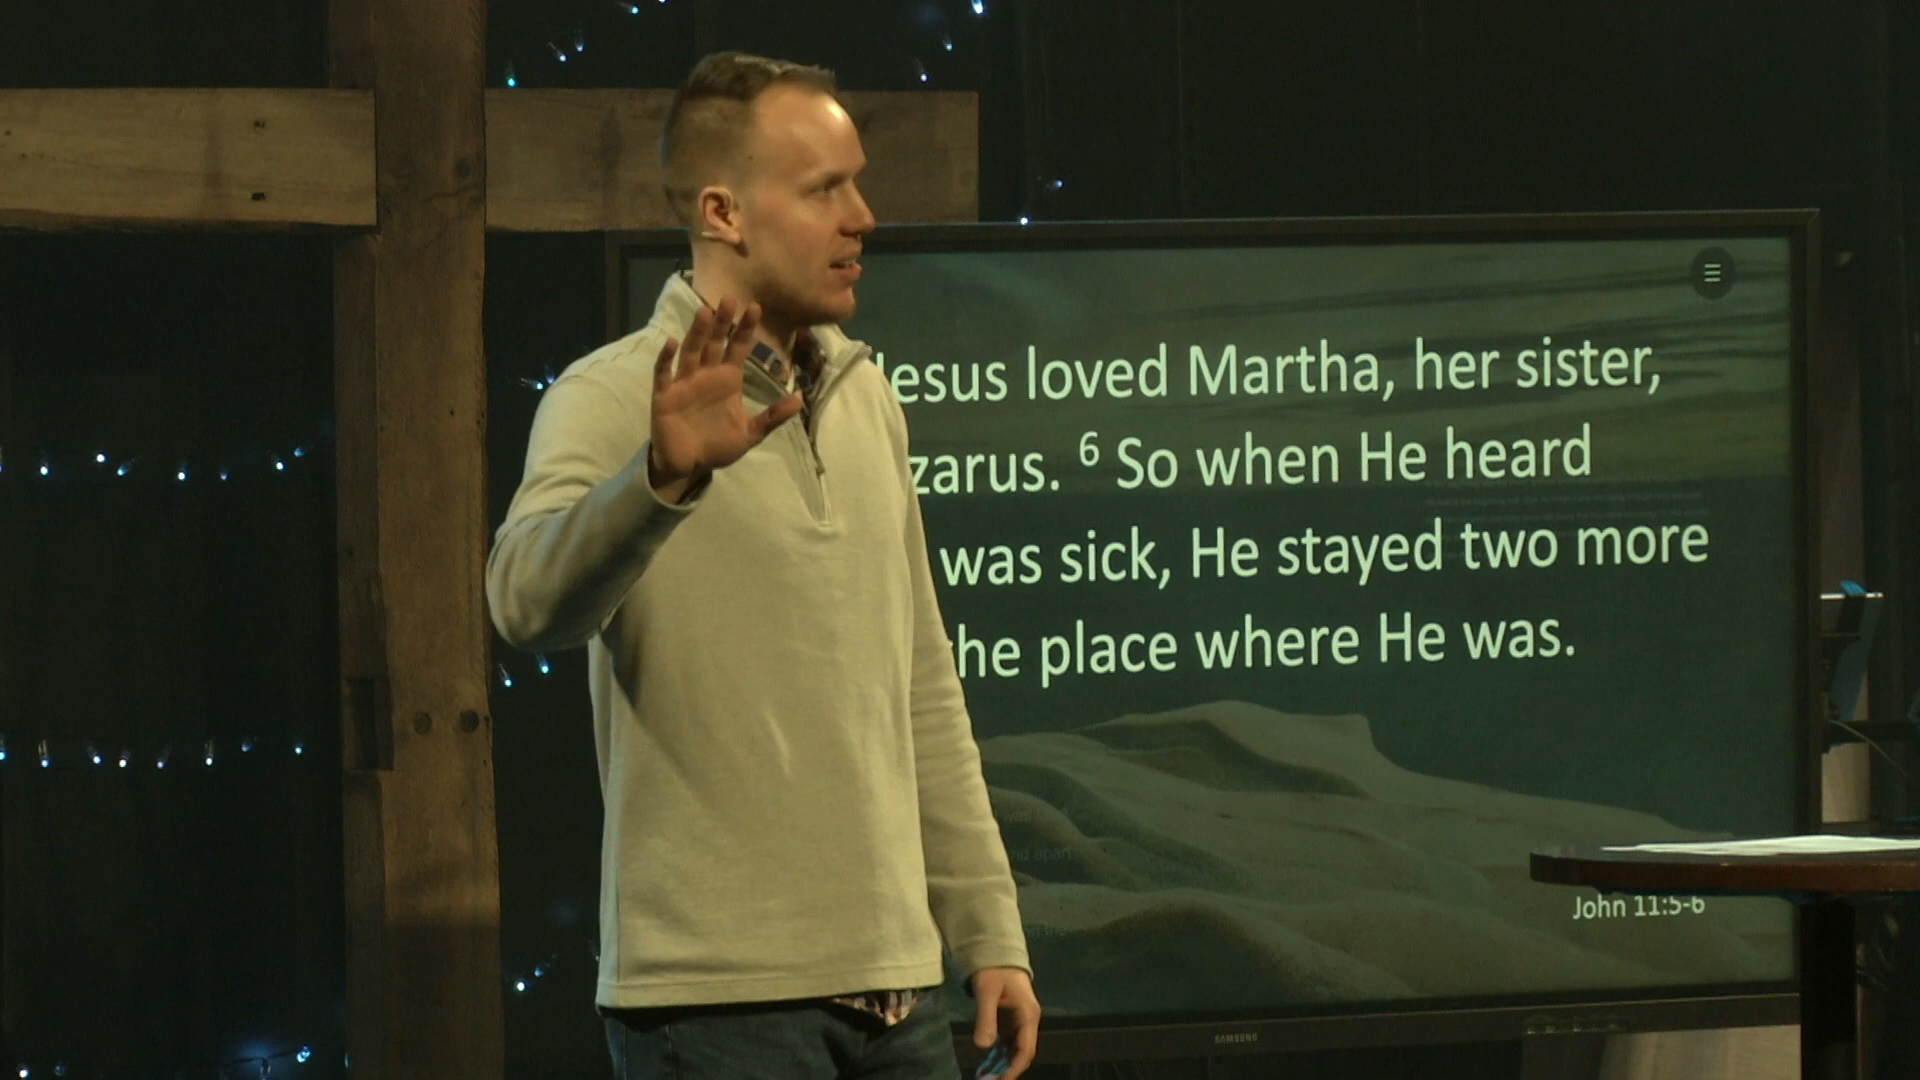 Jesus loved Martha, her sister,
zarus. 6 So when He heard
was sick, He stayed two more
the place where He was.
John 11:5-6
SAMSUNG